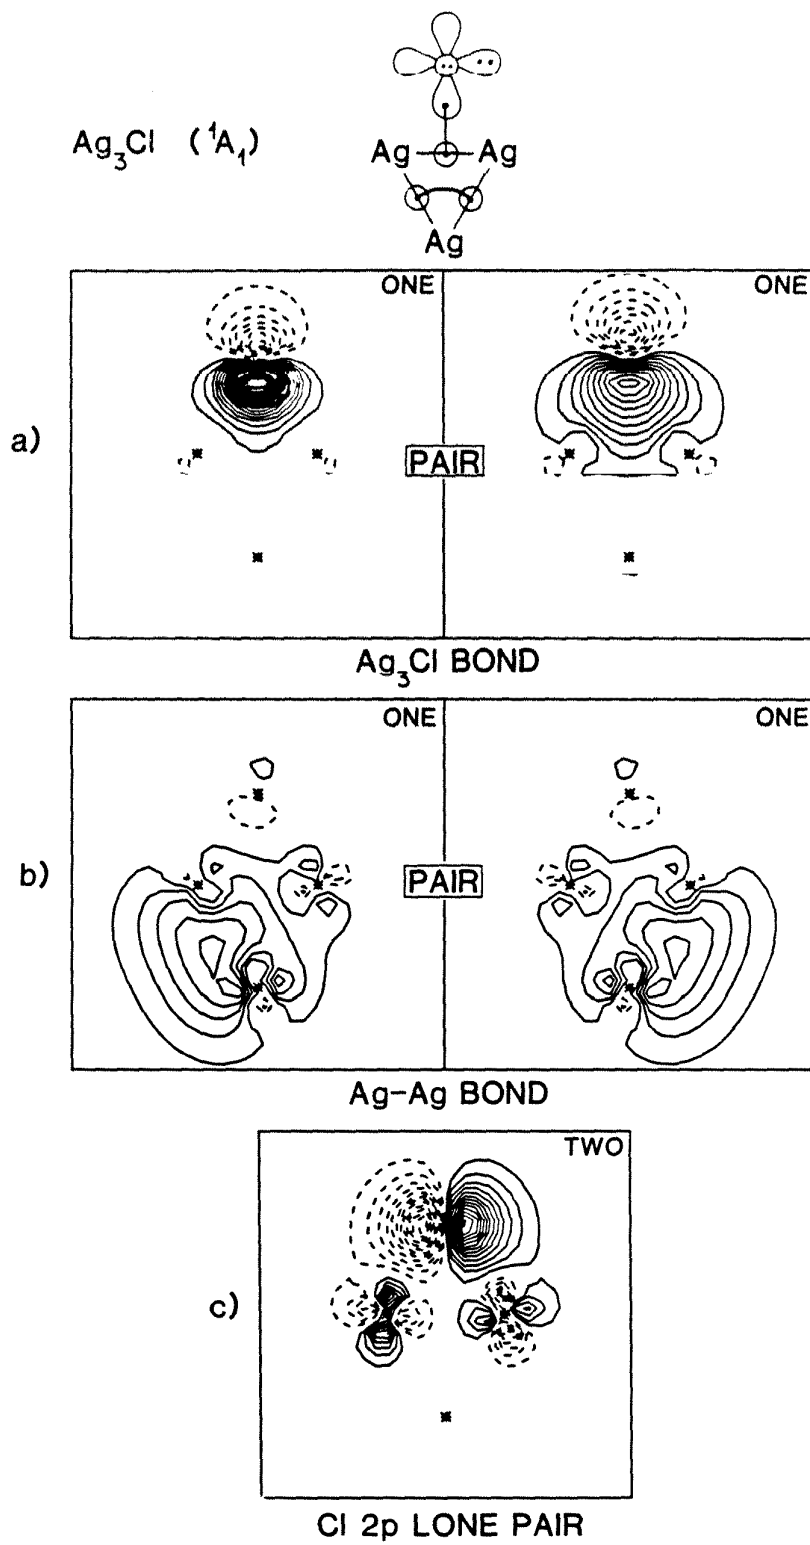 Ag₃Cl (¹A₁)
Ag Ag
Ag
ONE ONE
a) PAIR
Ag₃Cl BOND
ONE ONE
b) PAIR
Ag–Ag BOND
TWO
c)
Cl 2p LONE PAIR